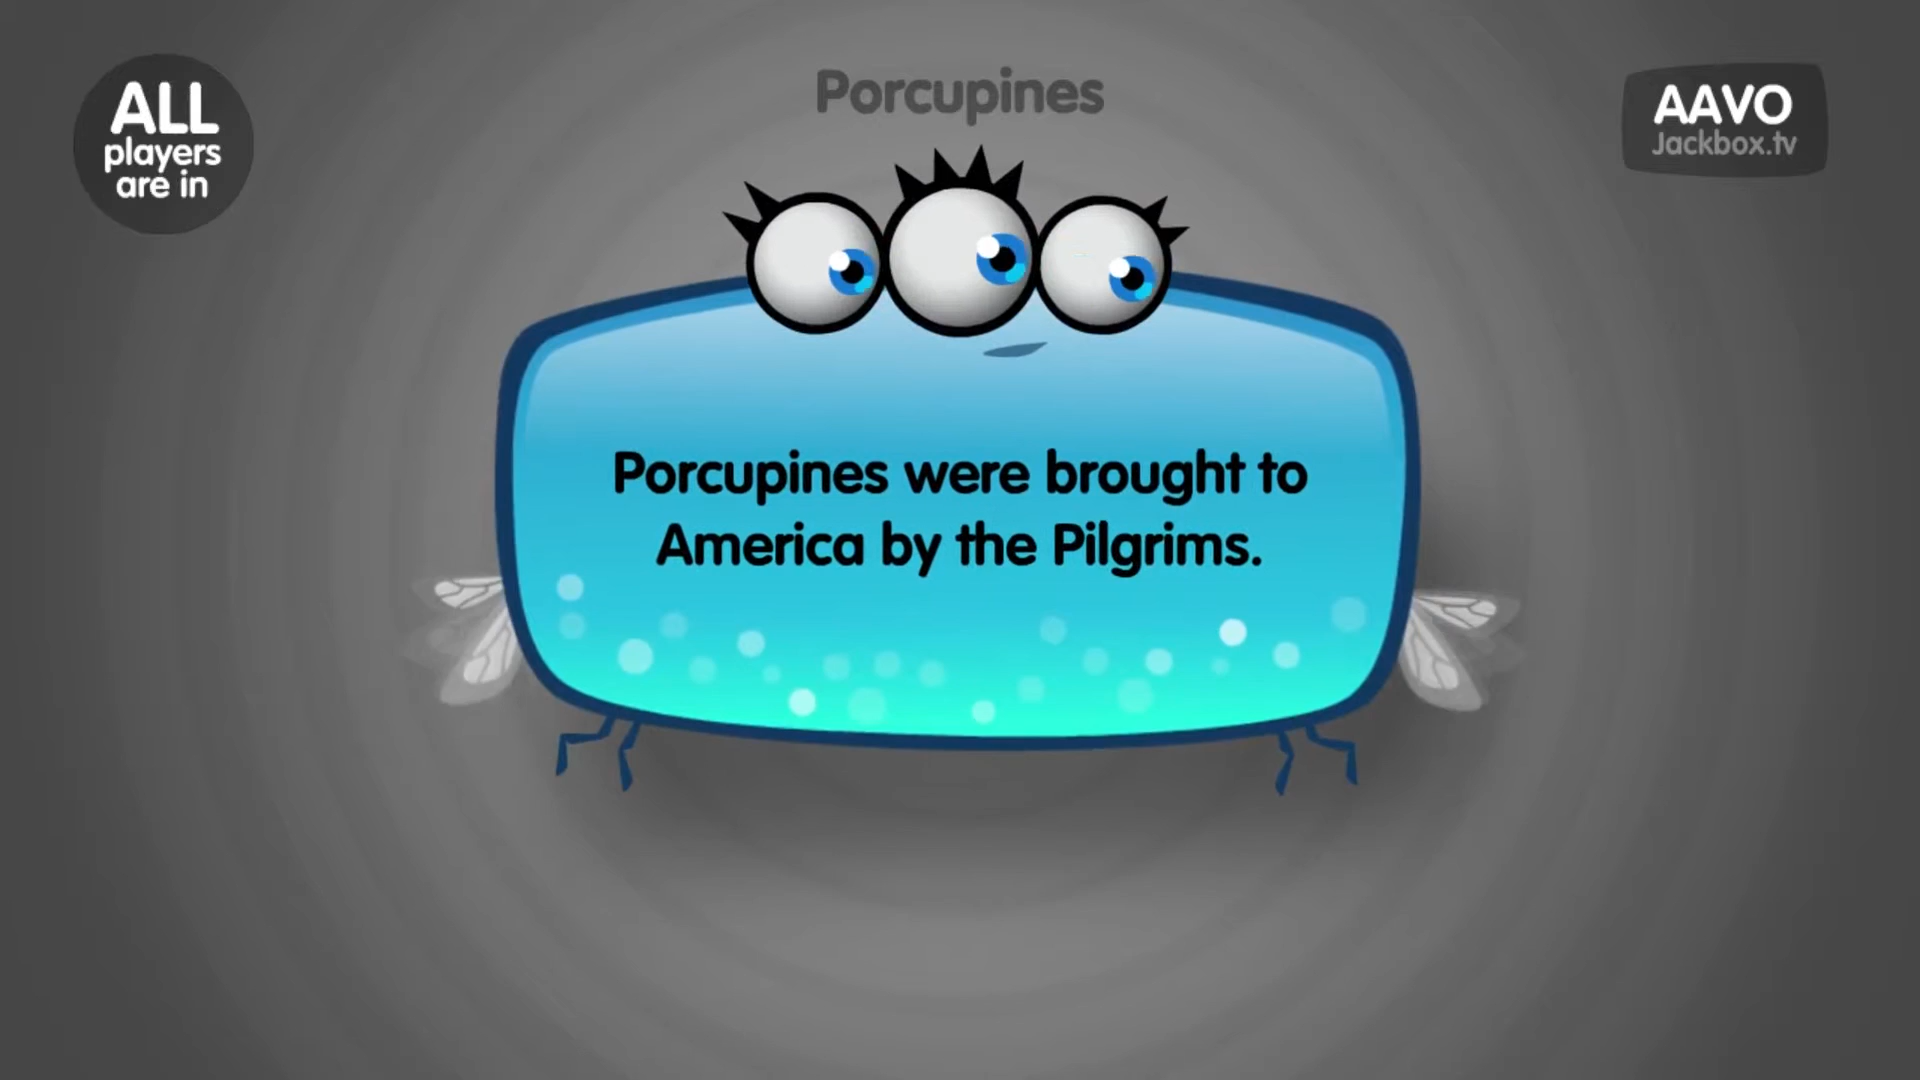 ALL
players
are in
Porcupines
AAVO
Jackbox.tv
Porcupines were brought to
America by the Pilgrims.